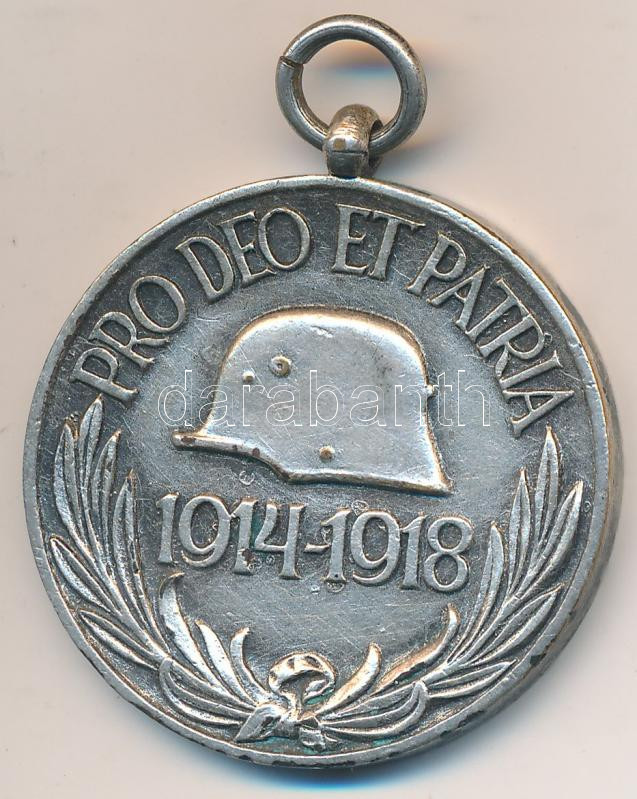 PRO DEO ET PATRIA
darabanth
1914-1918